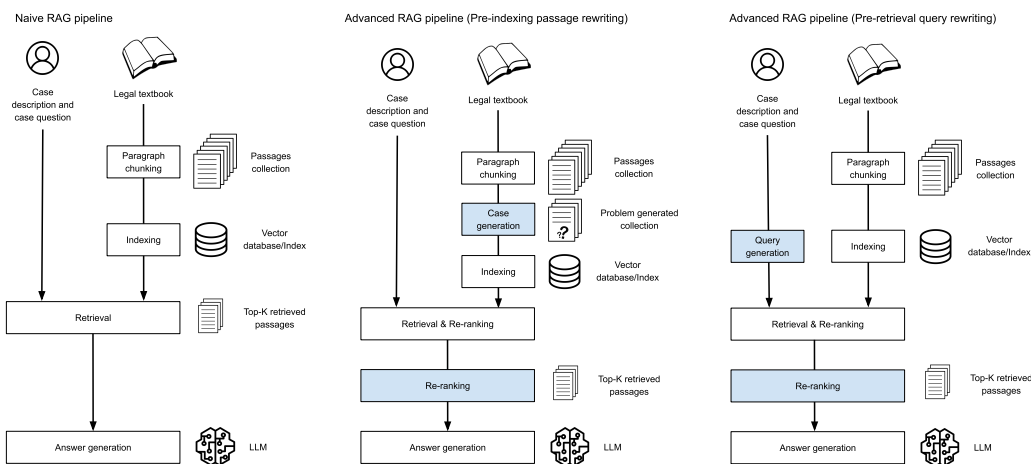 Naive RAG pipeline
Case
description and
case question
Legal textbook
Paragraph
chunking
Passages
collection
Indexing
Vector
database/Index
Retrieval
Top-K retrieved
passages
Answer generation
LLM
Advanced RAG pipeline (Pre-indexing passage rewriting)
Case
description and
case question
Legal textbook
Paragraph
chunking
Passages
collection
Case
generation
??
Problem generated
collection
Indexing
Vector
database/Index
Retrieval & Re-ranking
Re-ranking
Top-K retrieved
passages
Answer generation
LLM
Advanced RAG pipeline (Pre-retrieval query rewriting)
Case
description and
case question
Legal textbook
Paragraph
chunking
Passages
collection
Query
generation
Indexing
Vector
database/Index
Retrieval & Re-ranking
Re-ranking
Top-K retrieved
passages
Answer generation
LLM